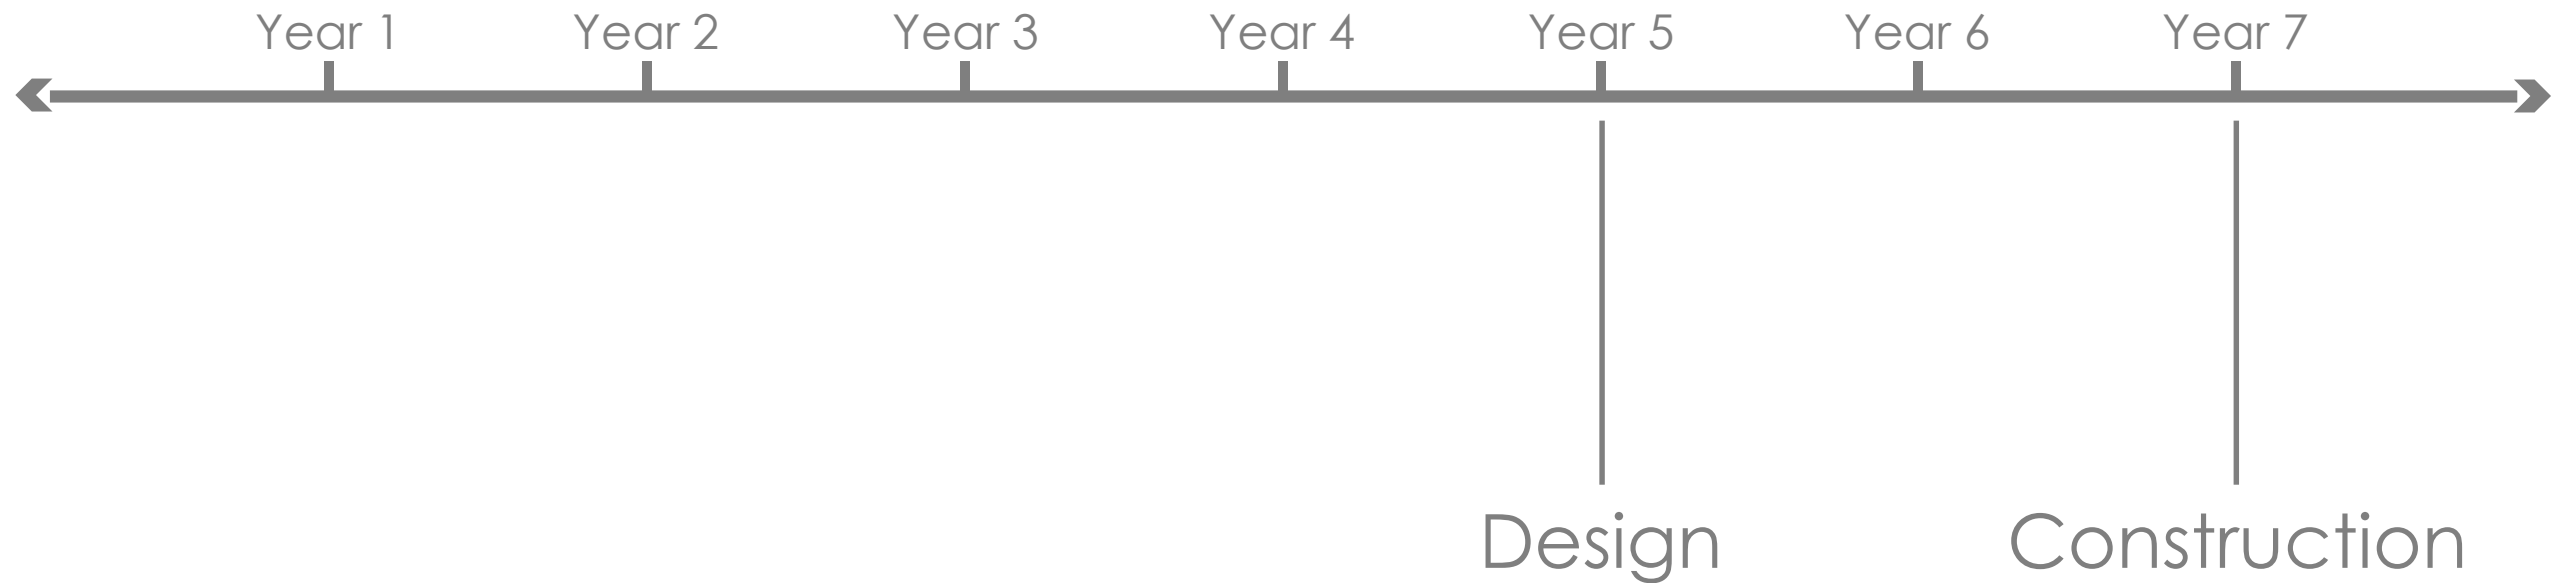 Year 1 Year 2 Year 3 Year 4 Year 5 Year 6 Year 7
Design Construction